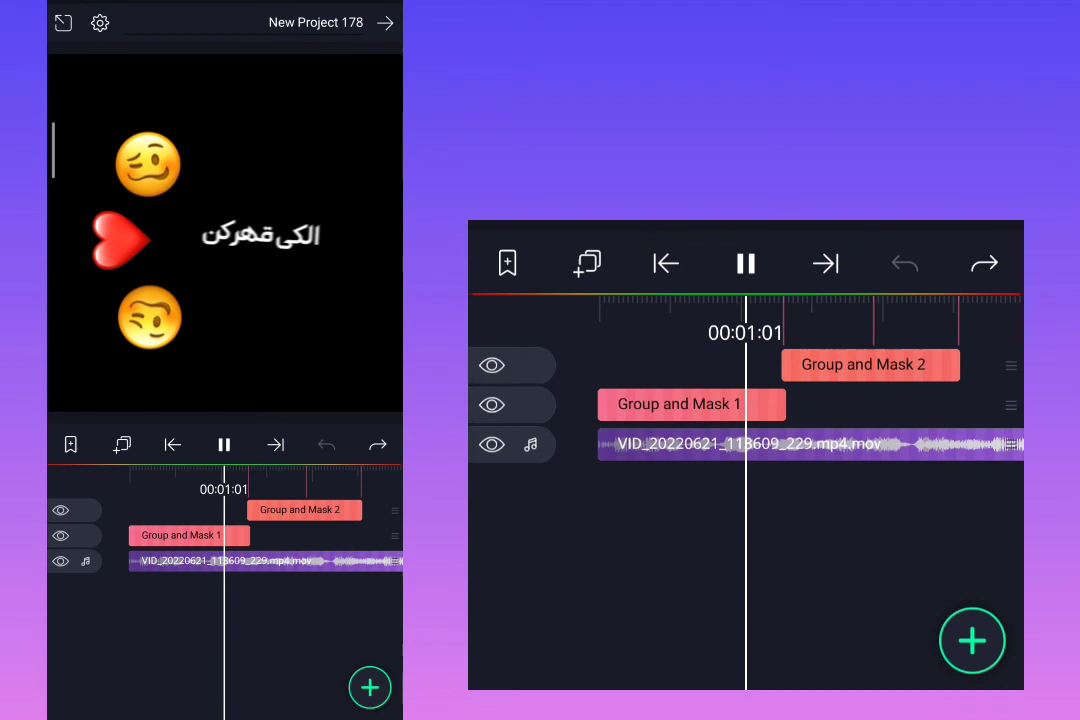 New Project 178
الکی قهرکن
00:01:01
Group and Mask 2
Group and Mask 1
VID_20220621_113609_229.mp4.mov
00:01:01
Group and Mask 2
Group and Mask 1
VID_20220621_113609_229.mp4.mov